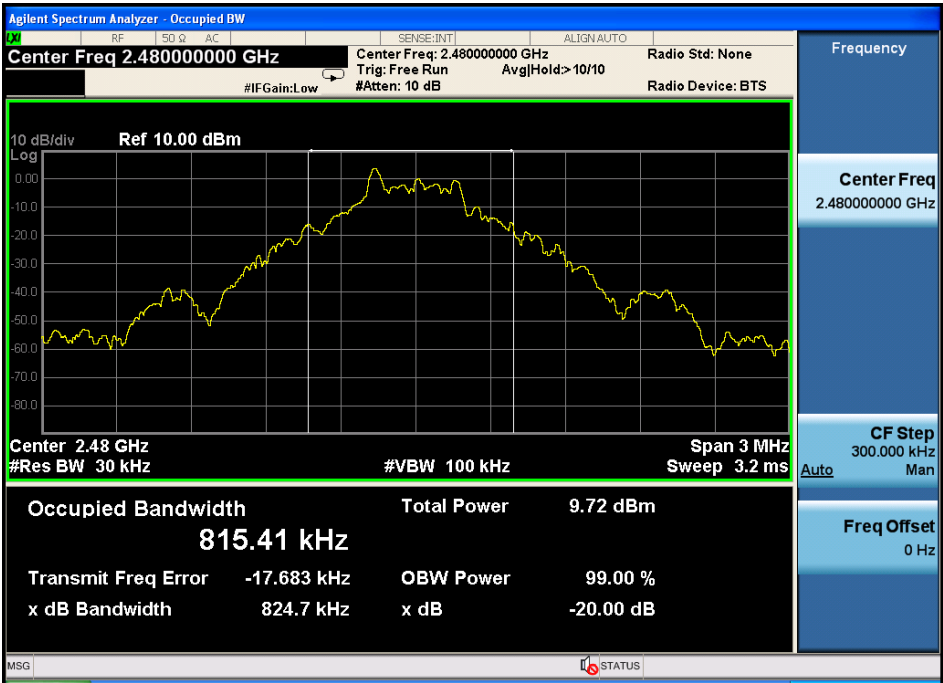 Agilent Spectrum Analyzer - Occupied BW
LXI RF 50 Ω AC SENSE:INT ALIGN AUTO
Center Freq 2.480000000 GHz
Center Freq: 2.480000000 GHz Radio Std: None
Trig: Free Run Avg|Hold:> 10/10
#IFGain:Low #Atten: 10 dB Radio Device: BTS
10 dB/div Ref 10.00 dBm
Log
0.00
-10.0
-20.0
-30.0
-40.0
-50.0
-60.0
-70.0
-80.0
Center 2.48 GHz Span 3 MHz
#Res BW 30 kHz #VBW 100 kHz Sweep 3.2 ms
Occupied Bandwidth Total Power 9.72 dBm
815.41 kHz
Transmit Freq Error -17.683 kHz OBW Power 99.00 %
x dB Bandwidth 824.7 kHz x dB -20.00 dB
MSG STATUS
Frequency
Center Freq
2.480000000 GHz
CF Step
300.000 kHz
Auto Man
Freq Offset
0 Hz